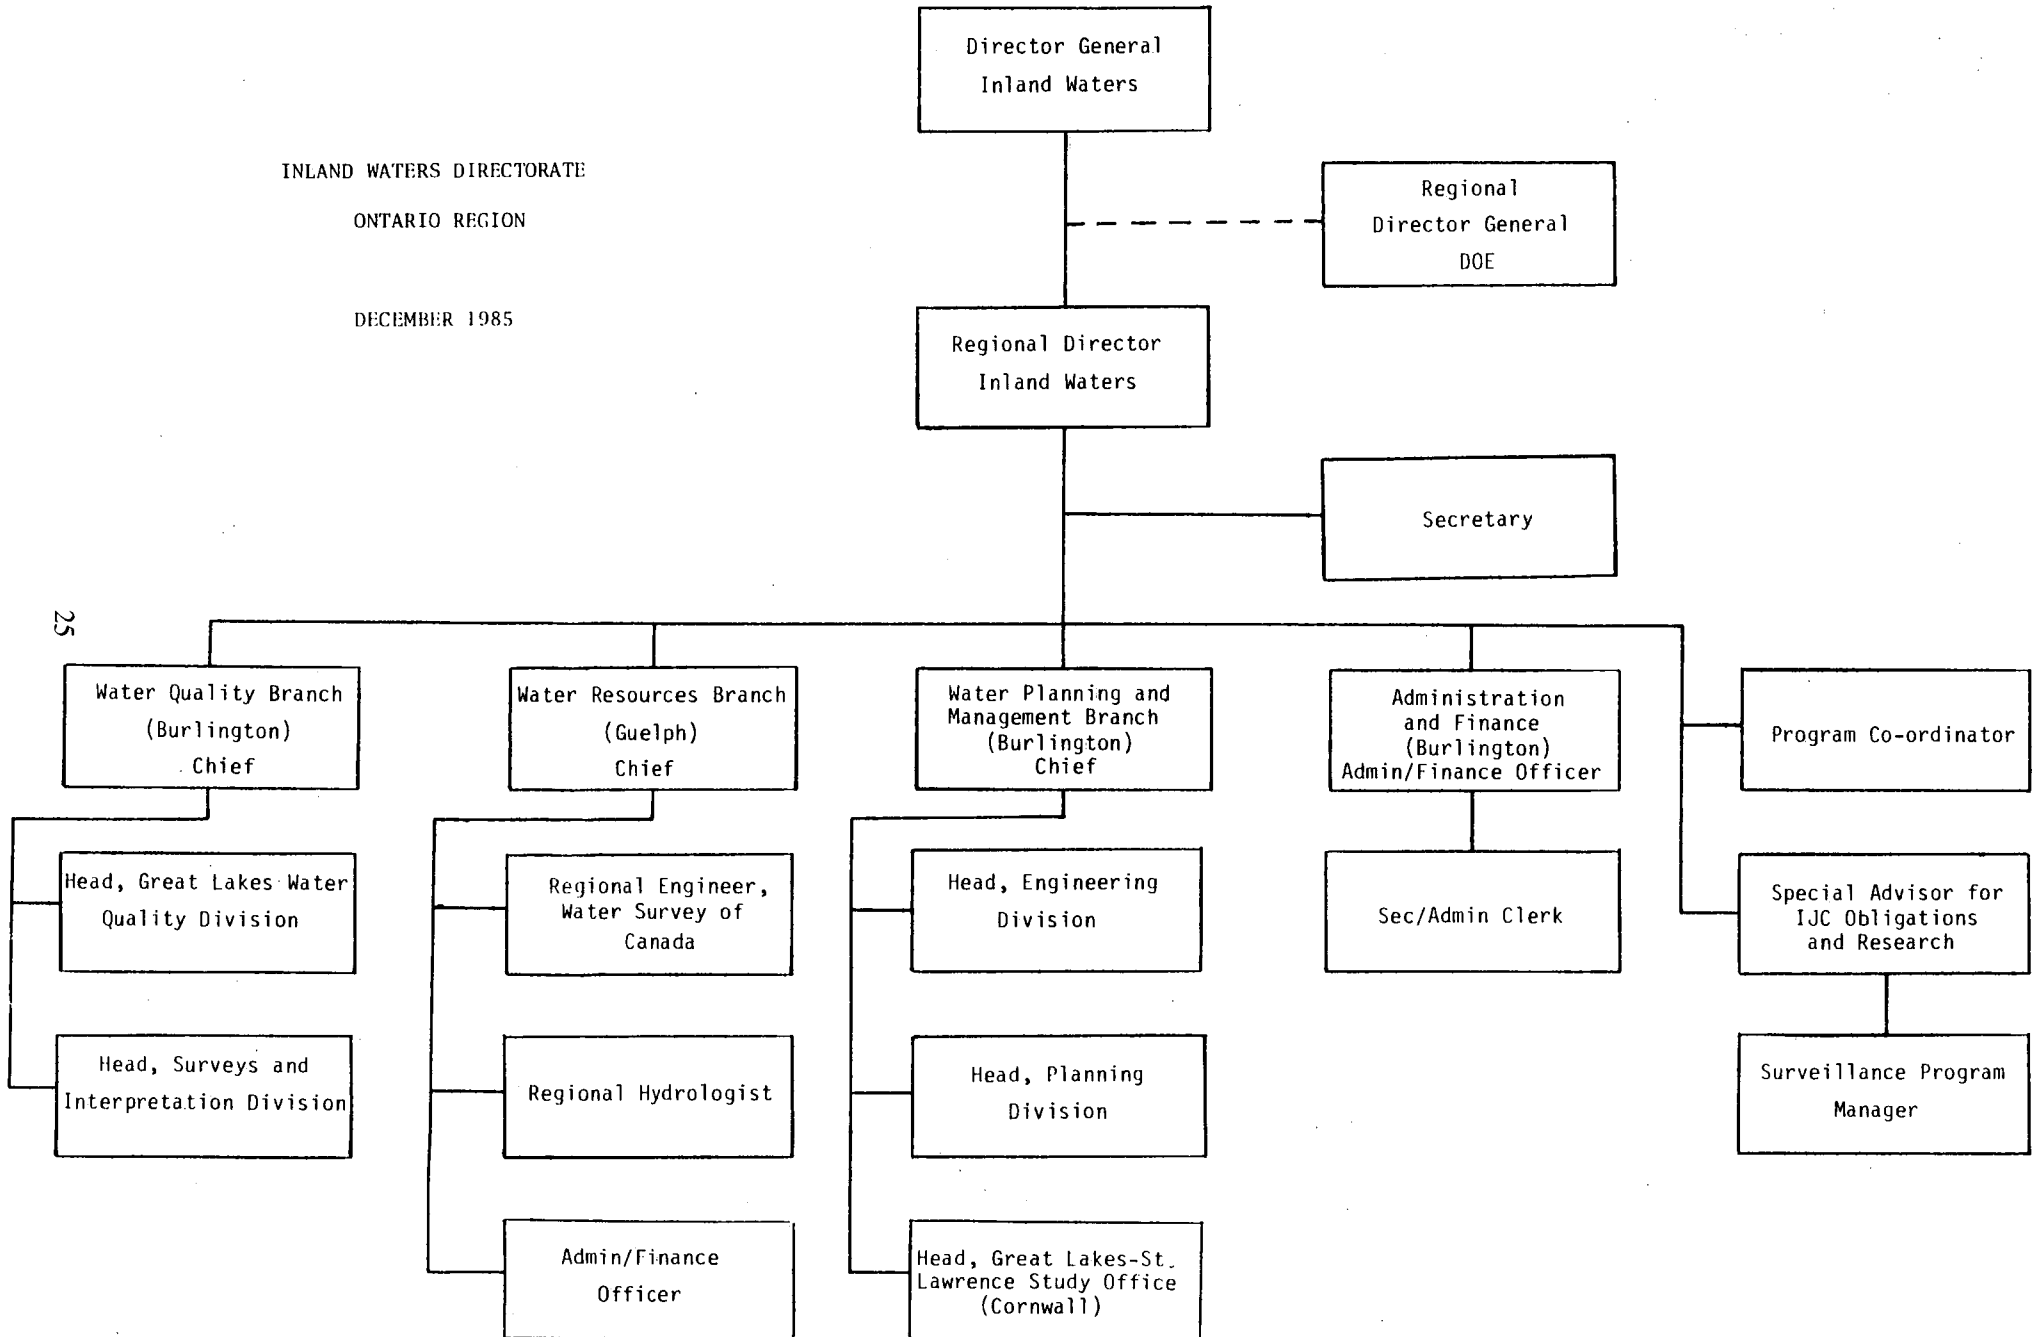 Director General
Inland Waters
INLAND WATERS DIRECTORATE
ONTARIO REGION
DECEMBER 1985
Regional
Director General
DOE
Regional Director
Inland Waters
Secretary
25
Water Quality Branch
(Burlington)
Chief
Water Resources Branch
(Guelph)
Chief
Water Planning and
Management Branch
(Burlington)
Chief
Administration
and Finance
(Burlington)
Admin/Finance Officer
Program Co-ordinator
Head, Great Lakes Water
Quality Division
Regional Engineer,
Water Survey of
Canada
Head, Engineering
Division
Sec/Admin Clerk
Special Advisor for
IJC Obligations
and Research
Head, Surveys and
Interpretation Division
Regional Hydrologist
Head, Planning
Division
Surveillance Program
Manager
Admin/Finance
Officer
Head, Great Lakes-St.
Lawrence Study Office
(Cornwall)